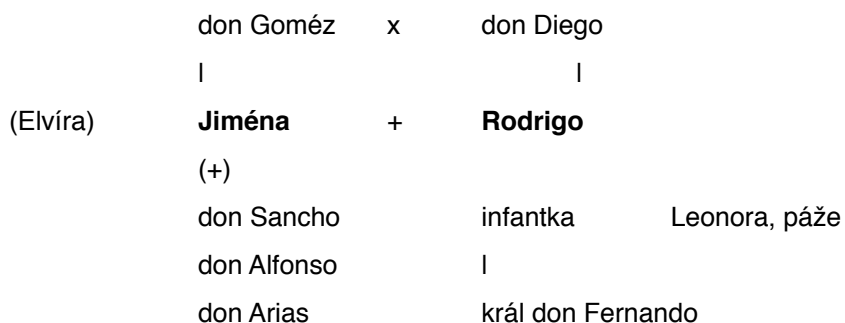 don Goméz x don Diego
l l
(Elvíra) Jiména + Rodrigo
(+)
don Sancho infantka Leonora, páže
don Alfonso l
don Arias král don Fernando